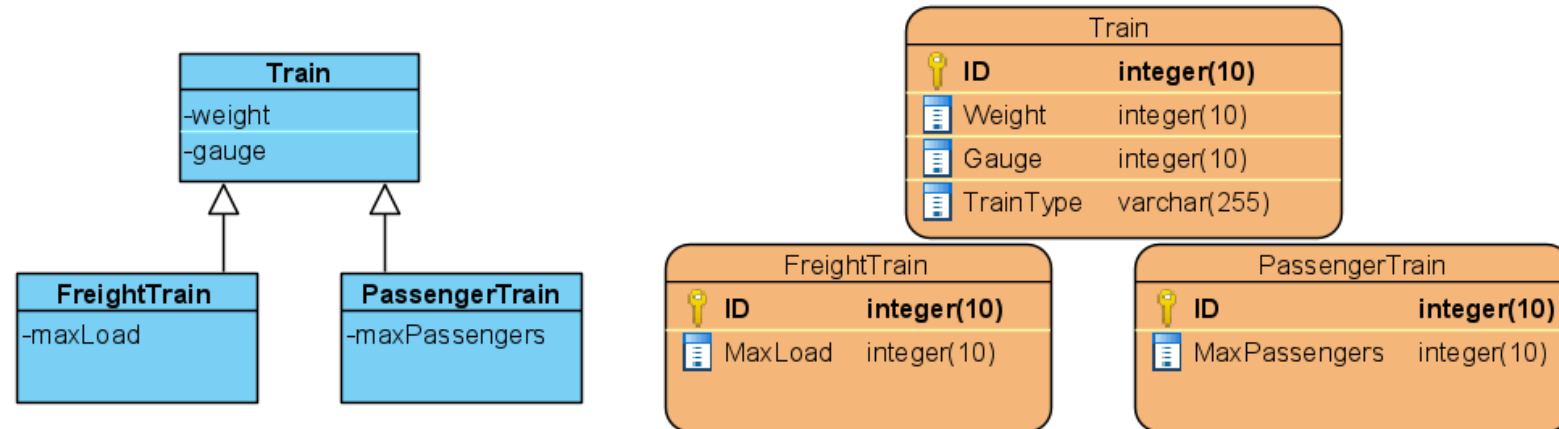 Train
-weight
-gauge
FreightTrain
-maxLoad
PassengerTrain
-maxPassengers
Train
ID integer(10)
Weight integer(10)
Gauge integer(10)
TrainType varchar(255)
FreightTrain
ID integer(10)
MaxLoad integer(10)
PassengerTrain
ID integer(10)
MaxPassengers integer(10)